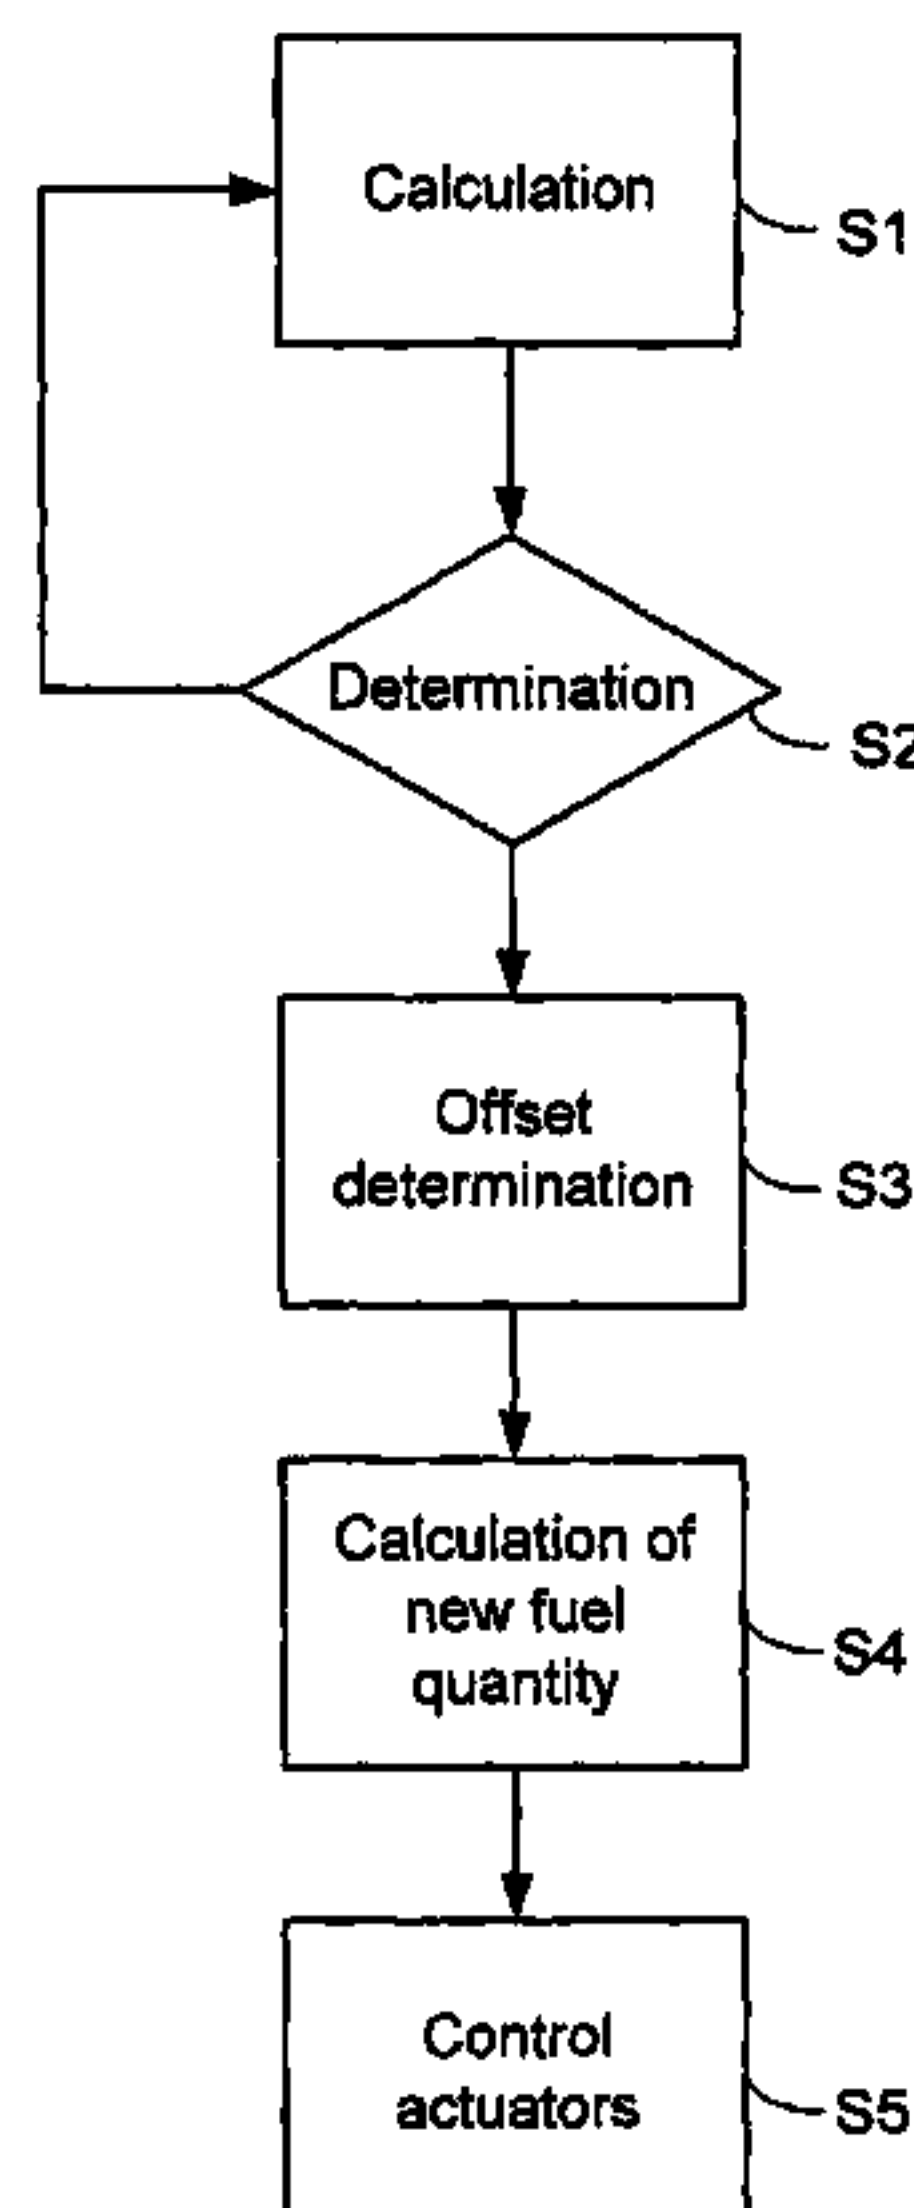 Calculation
S1
Determination
S2
Offset
determination
S3
Calculation of
new fuel
quantity
S4
Control
actuators
S5